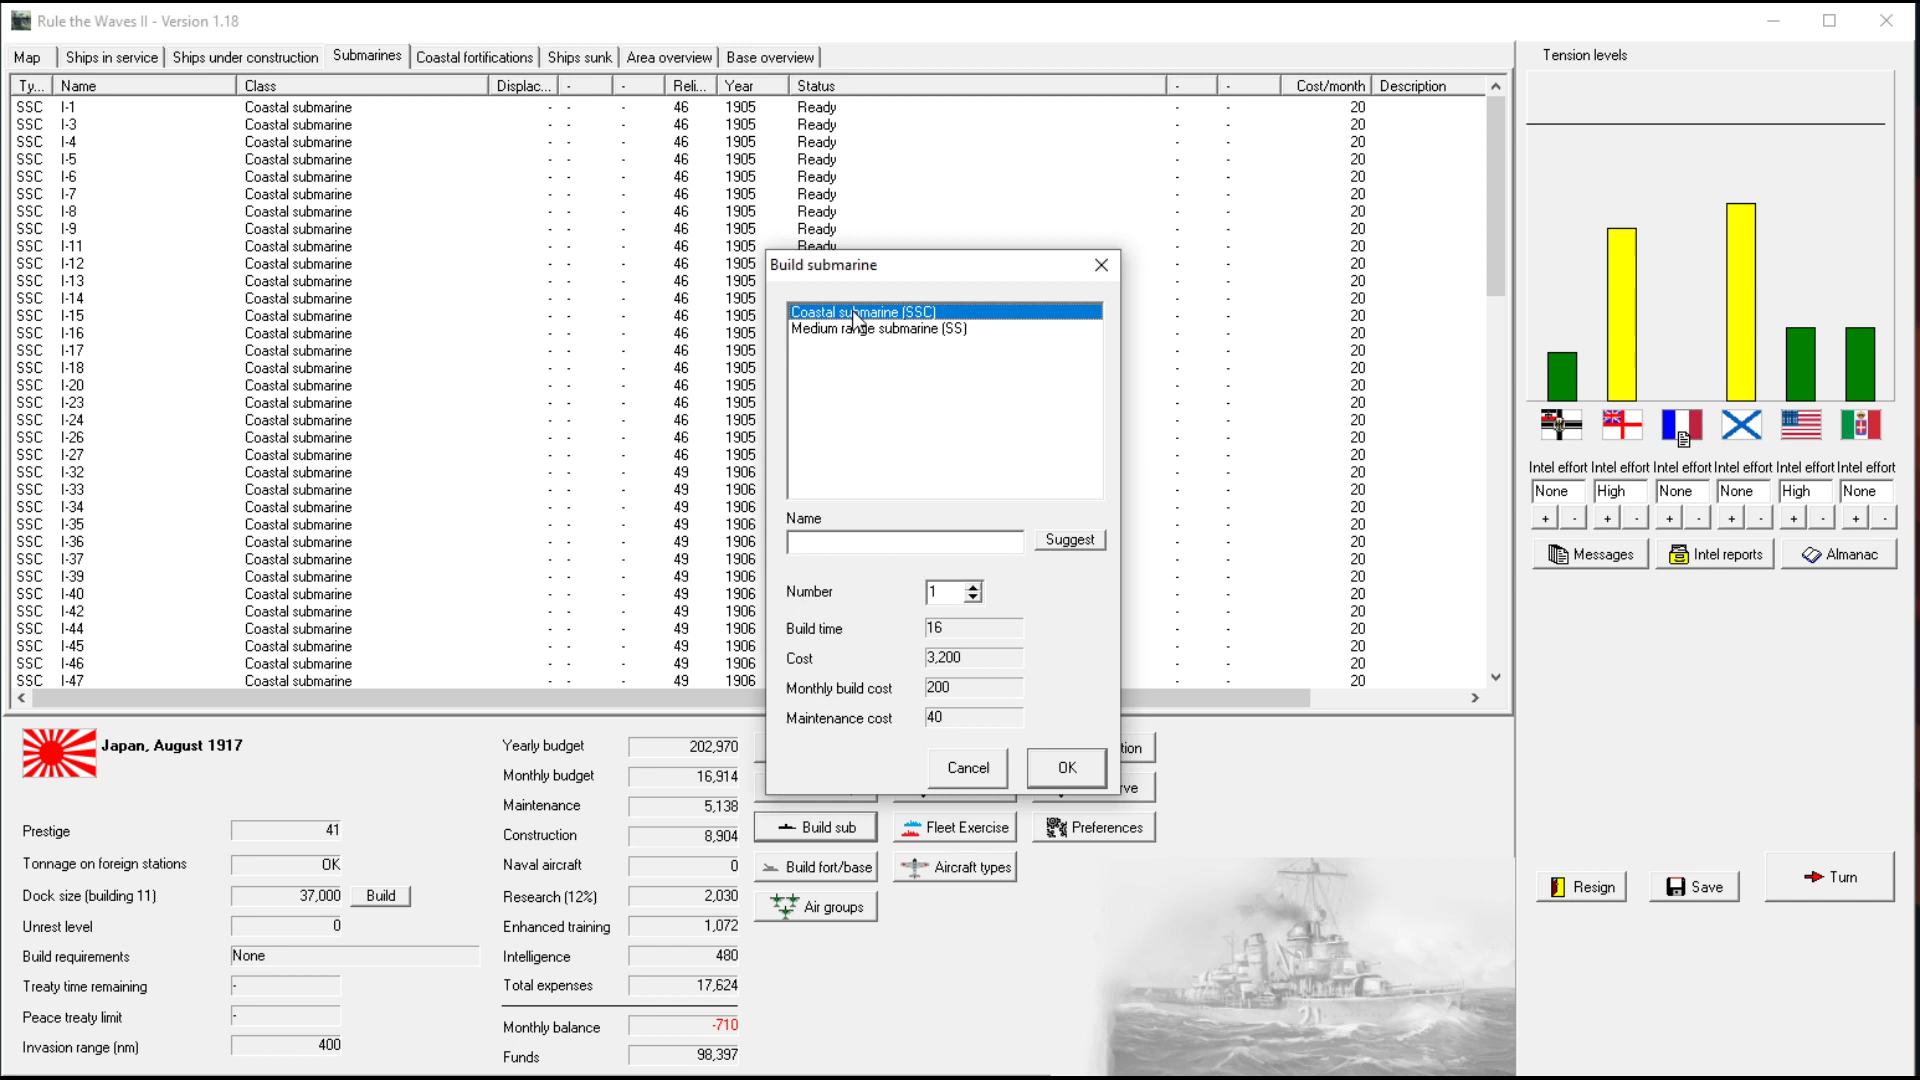 Rule the Waves II - Version 1.18
Map Ships in service Ships under construction Submarines Coastal fortifications Ships sunk Area overview Base overview
Ty... Name Class Displac... - - Reli... Year Status - - Cost/month Description
SSC I-1 Coastal submarine - - - 46 1905 Ready - - 20
SSC I-3 Coastal submarine - - - 46 1905 Ready - - 20
SSC I-4 Coastal submarine - - - 46 1905 Ready - - 20
SSC I-5 Coastal submarine - - - 46 1905 Ready - - 20
SSC I-6 Coastal submarine - - - 46 1905 Ready - - 20
SSC I-7 Coastal submarine - - - 46 1905 Ready - - 20
SSC I-8 Coastal submarine - - - 46 1905 Ready - - 20
SSC I-9 Coastal submarine - - - 46 1905 Ready - - 20
SSC I-11 Coastal submarine - - - 46 1905 Ready - - 20
SSC I-12 Coastal submarine - - - 46 1905 - - 20
SSC I-13 Coastal submarine - - - 46 1905 - - 20
SSC I-14 Coastal submarine - - - 46 1905 - - 20
SSC I-15 Coastal submarine - - - 46 1905 - - 20
SSC I-16 Coastal submarine - - - 46 1905 - - 20
SSC I-17 Coastal submarine - - - 46 1905 - - 20
SSC I-18 Coastal submarine - - - 46 1905 - - 20
SSC I-20 Coastal submarine - - - 46 1905 - - 20
SSC I-23 Coastal submarine - - - 46 1905 - - 20
SSC I-24 Coastal submarine - - - 46 1905 - - 20
SSC I-26 Coastal submarine - - - 46 1905 - - 20
SSC I-27 Coastal submarine - - - 46 1905 - - 20
SSC I-32 Coastal submarine - - - 49 1906 - - 20
SSC I-33 Coastal submarine - - - 49 1906 - - 20
SSC I-34 Coastal submarine - - - 49 1906 - - 20
SSC I-35 Coastal submarine - - - 49 1906 - - 20
SSC I-36 Coastal submarine - - - 49 1906 - - 20
SSC I-37 Coastal submarine - - - 49 1906 - - 20
SSC I-39 Coastal submarine - - - 49 1906 - - 20
SSC I-40 Coastal submarine - - - 49 1906 - - 20
SSC I-42 Coastal submarine - - - 49 1906 - - 20
SSC I-44 Coastal submarine - - - 49 1906 - - 20
SSC I-45 Coastal submarine - - - 49 1906 - - 20
SSC I-46 Coastal submarine - - - 49 1906 - - 20
SSC I-47 Coastal submarine - - - 49 1906 - - 20
Build submarine
Coastal submarine (SSC)
Medium range submarine (SS)
Name
Suggest
Number 1
Build time 16
Cost 3,200
Monthly build cost 200
Maintenance cost 40
Cancel OK
Tension levels
Intel effort Intel effort Intel effort Intel effort Intel effort Intel effort
None High None None High None
+ - + - + - + - + - + -
Messages Intel reports Almanac
Japan, August 1917
Prestige 41
Tonnage on foreign stations OK
Dock size (building 11) 37,000 Build
Unrest level 0
Build requirements None
Treaty time remaining -
Peace treaty limit -
Invasion range (nm) 400
Yearly budget 202,970
Monthly budget 16,914
Maintenance 5,138
Construction 8,904
Naval aircraft 0
Research (12%) 2,030
Enhanced training 1,072
Intelligence 480
Total expenses 17,624
Monthly balance -710
Funds 98,397
tion
rve
Build sub Fleet Exercise Preferences
Build fort/base Aircraft types
Air groups
Resign Save Turn